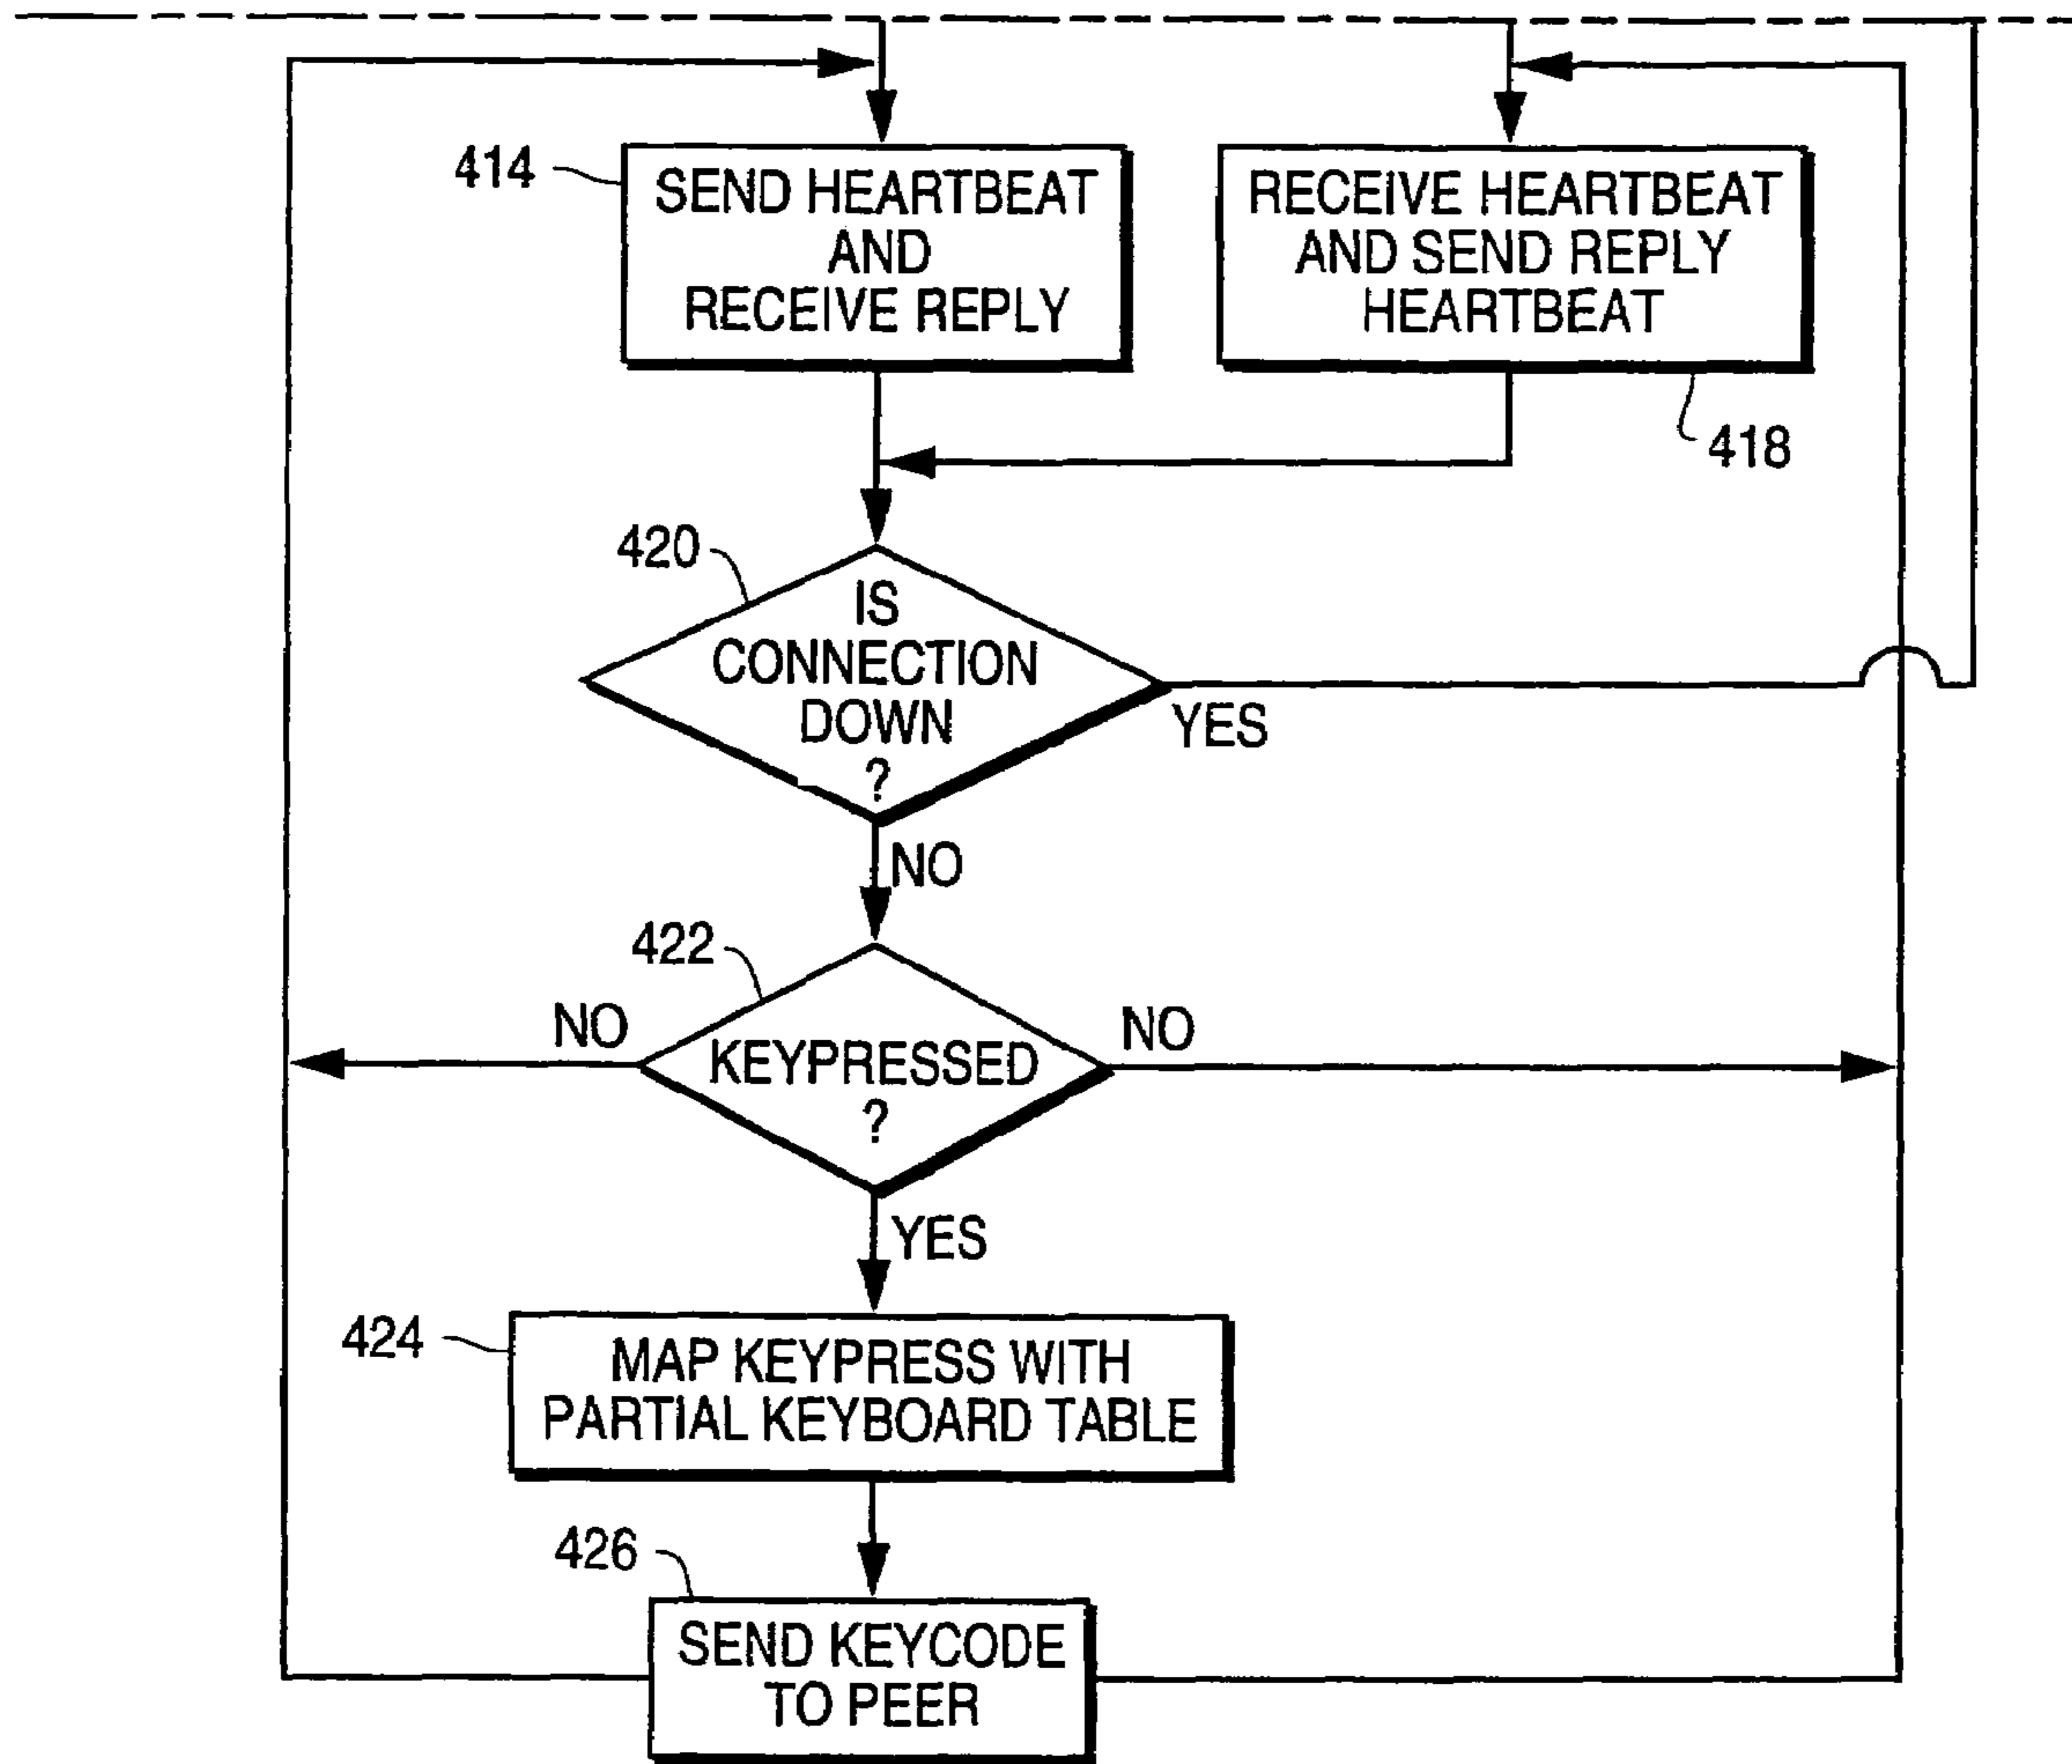 414
SEND HEARTBEAT
AND
RECEIVE REPLY
RECEIVE HEARTBEAT
AND SEND REPLY
HEARTBEAT
418
420
IS
CONNECTION
DOWN
?
YES
NO
422
NO
KEYPRESSED
?
NO
YES
424
MAP KEYPRESS WITH
PARTIAL KEYBOARD TABLE
426
SEND KEYCODE
TO PEER